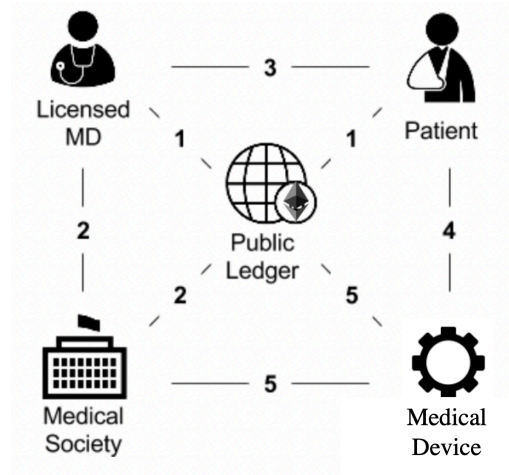 3
Licensed
MD
Patient
1
1
Public
Ledger
2
4
2
5
5
Medical
Society
Medical
Device